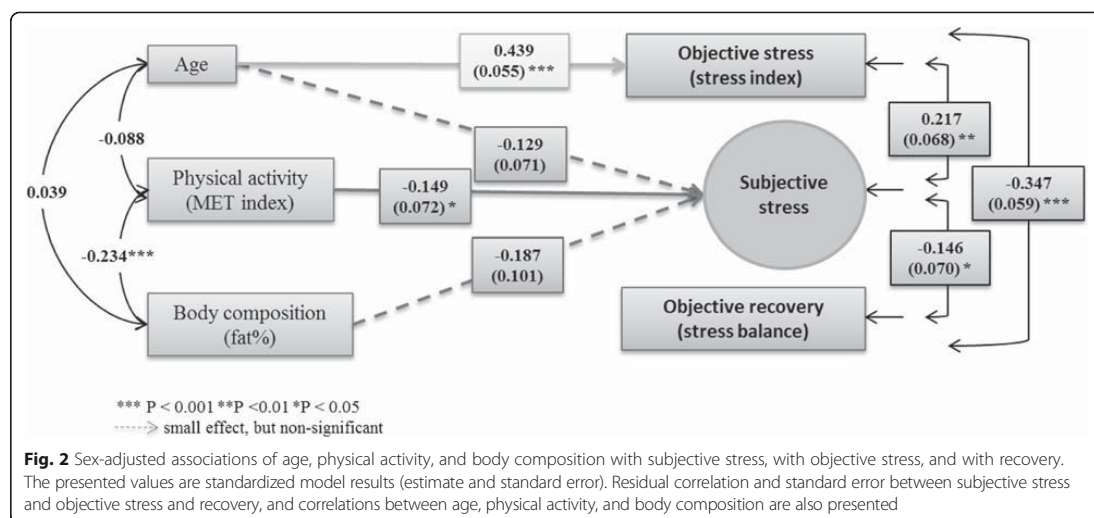 Age
0.439
(0.055) ***
Objective stress
(stress index)
-0.088
-0.129
(0.071)
0.217
(0.068) **
0.039
Physical activity
(MET index)
-0.149
(0.072) *
Subjective
stress
-0.347
(0.059) ***
-0.234***
-0.187
(0.101)
-0.146
(0.070) *
Body composition
(fat%)
Objective recovery
(stress balance)
*** P < 0.001 **P <0.01 *P < 0.05
small effect, but non-significant
Fig. 2 Sex-adjusted associations of age, physical activity, and body composition with subjective stress, with objective stress, and with recovery.
The presented values are standardized model results (estimate and standard error). Residual correlation and standard error between subjective stress
and objective stress and recovery, and correlations between age, physical activity, and body composition are also presented